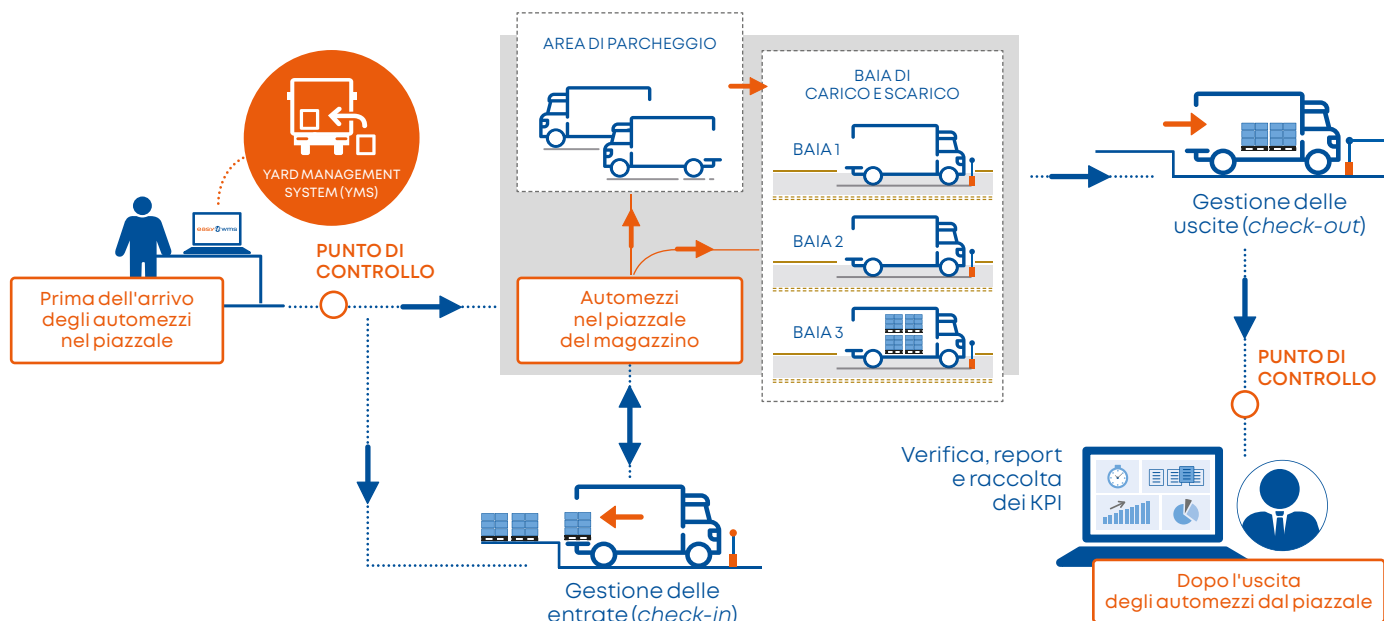 AREA DI PARCHEGGIO
BAIA DI
CARICO E SCARICO
BAIA 1
BAIA 2
BAIA 3
YARD MANAGEMENT
SYSTEM (YMS)
easy wms
PUNTO DI
CONTROLLO
Prima dell'arrivo
degli automezzi
nel piazzale
Automezzi
nel piazzale
del magazzino
Gestione delle
entrate (check-in)
Gestione delle
uscite (check-out)
PUNTO DI
CONTROLLO
Verifica, report
e raccolta
dei KPI
Dopo l'uscita
degli automezzi dal piazzale